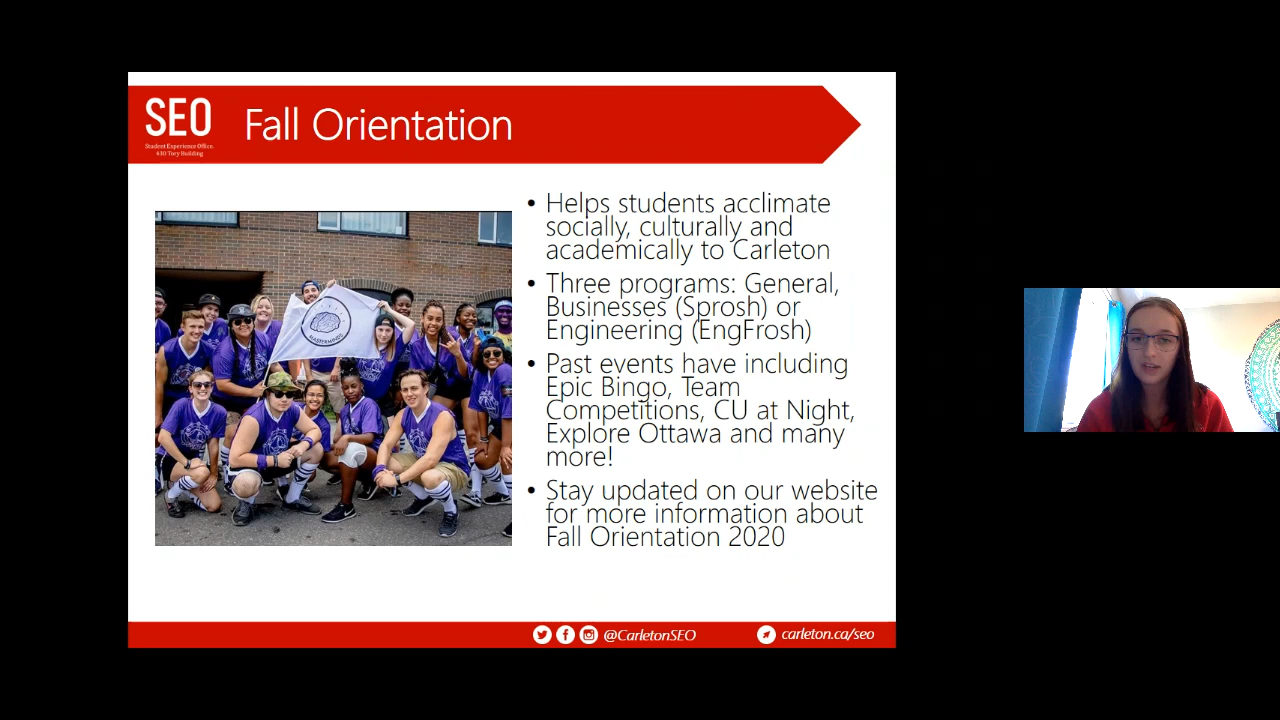 SEO
Student Experience Office
430 Tory Building
Fall Orientation
• Helps students acclimate
socially, culturally and
academically to Carleton
• Three programs: General,
Businesses (Sprosh) or
Engineering (EngFrosh)
• Past events have including
Epic Bingo, Team
Competitions, CU at Night,
Explore Ottawa and many
more!
• Stay updated on our website
for more information about
Fall Orientation 2020
@CarletonSEO
carleton.ca/seo